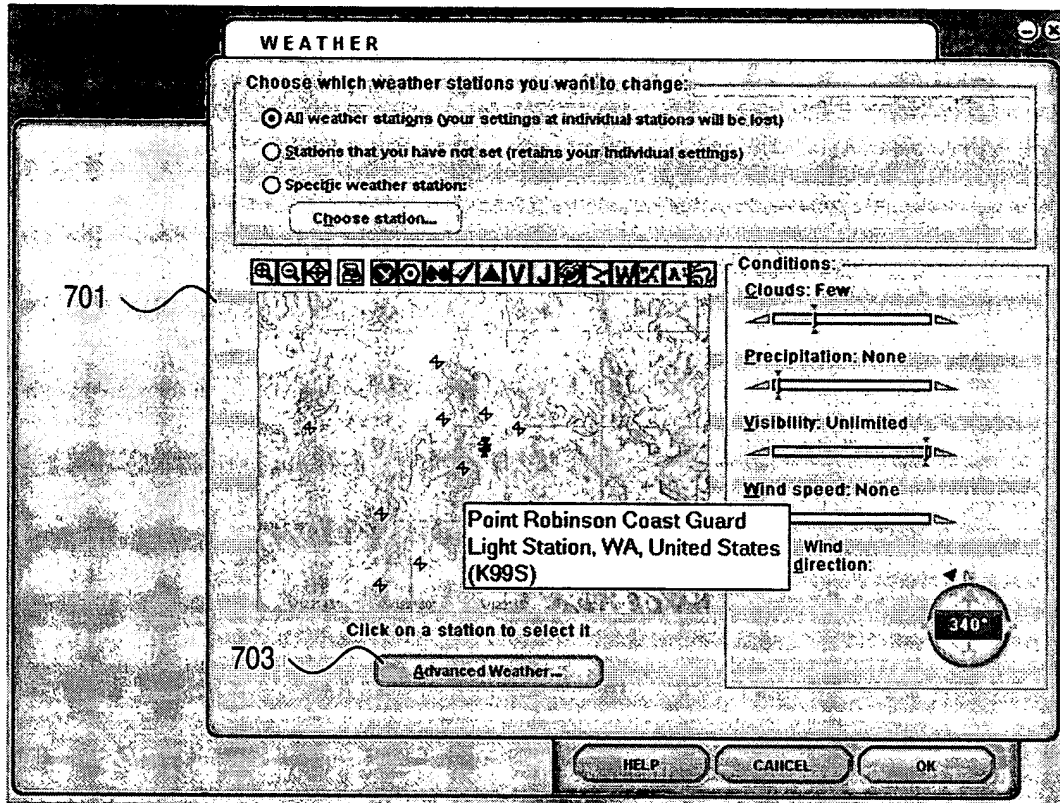 WEATHER
Choose which weather stations you want to change:
All weather stations (your settings at individual stations will be lost)
Stations that you have not set (retains your individual settings)
Specific weather station:
Choose station...
701
V J W
Conditions:
Clouds: Few
Precipitation: None
Visibility: Unlimited
Wind speed: None
Point Robinson Coast Guard
Light Station, WA, United States
(K99S)
Wind
direction:
N
340°
Click on a station to select it
703
Advanced Weather...
HELP CANCEL OK